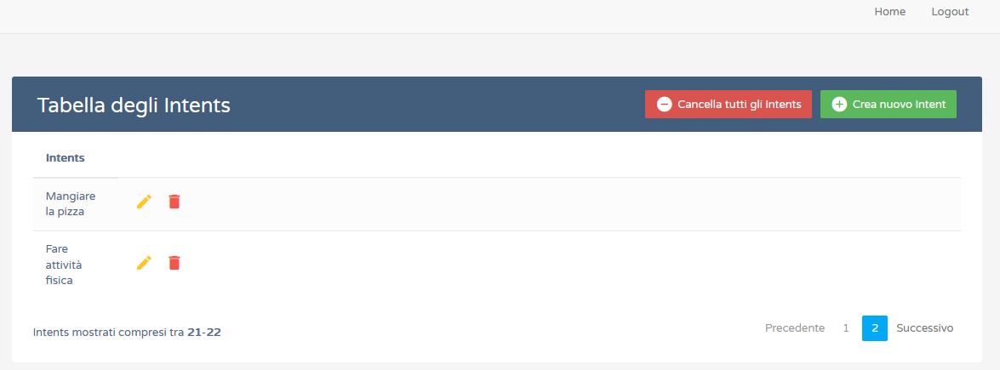 Home Logout
Tabella degli Intents
Cancella tutti gli Intents
Crea nuovo Intent
Intents
Mangiare
la pizza
Fare
attività
fisica
Intents mostrati compresi tra 21-22
Precedente 1 2 Successivo